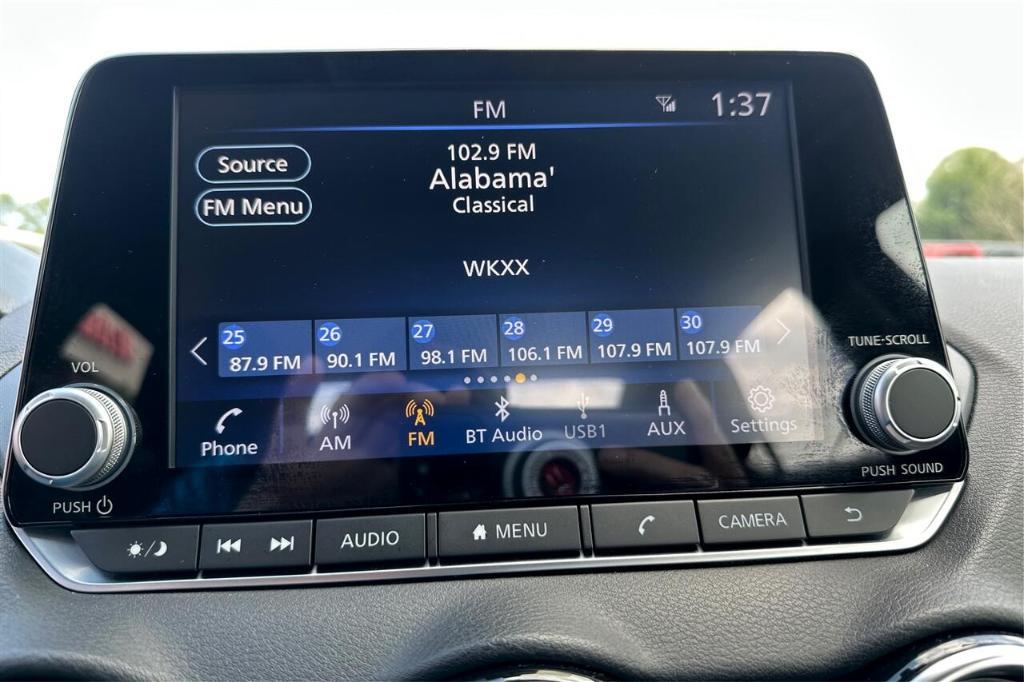 FM
1:37
Source
FM Menu
102.9 FM
Alabama'
Classical
WKXX
25 26 27 28 29 30
87.9 FM 90.1 FM 98.1 FM 106.1 FM 107.9 FM 107.9 FM
Phone AM FM BT Audio USB1 AUX Settings
VOL
PUSH
TUNE-SCROLL
PUSH SOUND
AUDIO MENU CAMERA